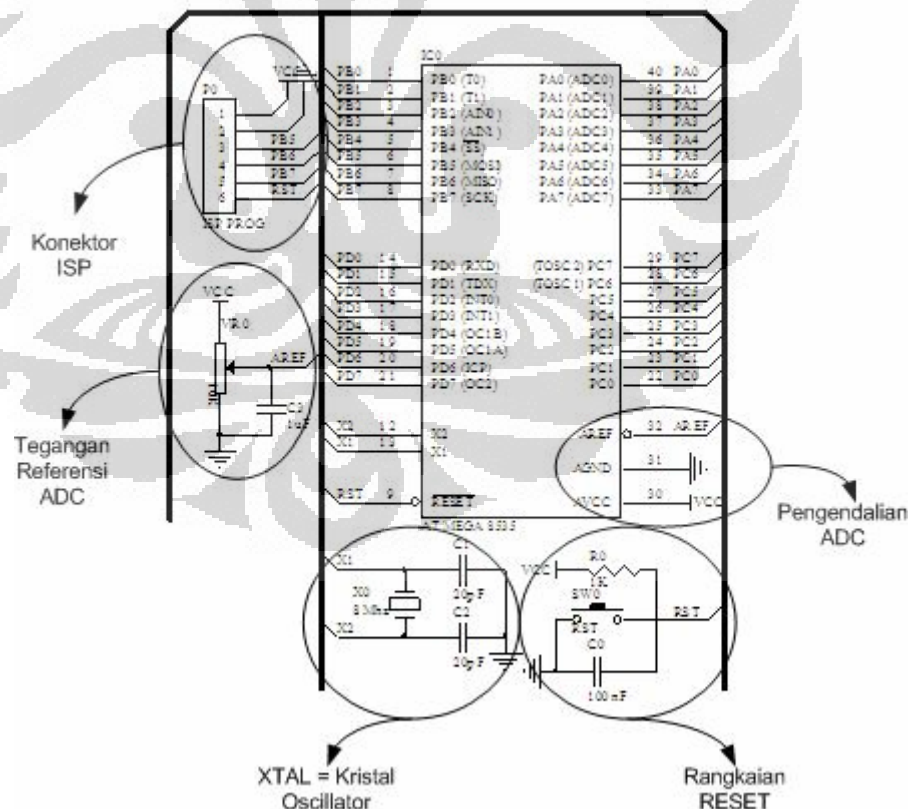 IC0
VCC
P0
1
2
3
4
5
6
PB5
PB6
PB7
RST
ISP PROG
Konektor
ISP
PB0 1 PB0 (T0)
PB1 2 PB1 (T1)
PB2 3 PB2 (AIN0)
PB3 4 PB3 (AIN1)
PB4 5 PB4 (SS)
PB5 6 PB5 (MOSI)
PB6 7 PB6 (MISO)
PB7 8 PB7 (SCK)
PA0 (ADC0) 40 PA0
PA1 (ADC1) 39 PA1
PA2 (ADC2) 38 PA2
PA3 (ADC3) 37 PA3
PA4 (ADC4) 36 PA4
PA5 (ADC5) 35 PA5
PA6 (ADC6) 34 PA6
PA7 (ADC7) 33 PA7
PD0 14 PD0 (RXD)
PD1 15 PD1 (TDX)
PD2 16 PD2 (INT0)
PD3 17 PD3 (INT1)
PD4 18 PD4 (OC1B)
PD5 19 PD5 (OC1A)
PD6 20 PD6 (ICP)
PD7 21 PD7 (OC2)
(TOSC2) PC7 29 PC7
(TOSC1) PC6 28 PC6
PC5 27 PC5
PC4 26 PC4
PC3 25 PC3
PC2 24 PC2
PC1 23 PC1
PC0 22 PC0
VCC
VR0
AREF
C3
1uF
Tegangan
Referensi
ADC
X2 12 X2
X1 13 X1
RST 9 RESET
AREF 32 AREF
AGND 31
AVCC 30 VCC
AT MEGA 8535
Pengendalian
ADC
X1
X0
8 Mhz
X2
C1
20pF
C2
20pF
VCC
R0
1K
SW0
RST
RST
C0
100 nF
XTAL = Kristal
Oscillator
Rangkaian
RESET